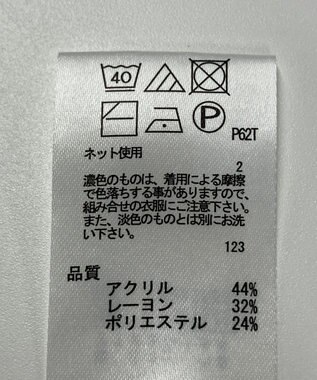 40
P
P62T
ネット使用
2
濃色のものは、着用による摩擦
で色落ちする事がありますので、
組み合せの衣服にご注意下さい。
また、淡色のものとは別にお洗
い下さい。
123
品質
アクリル 44%
レーヨン 32%
ポリエステル 24%